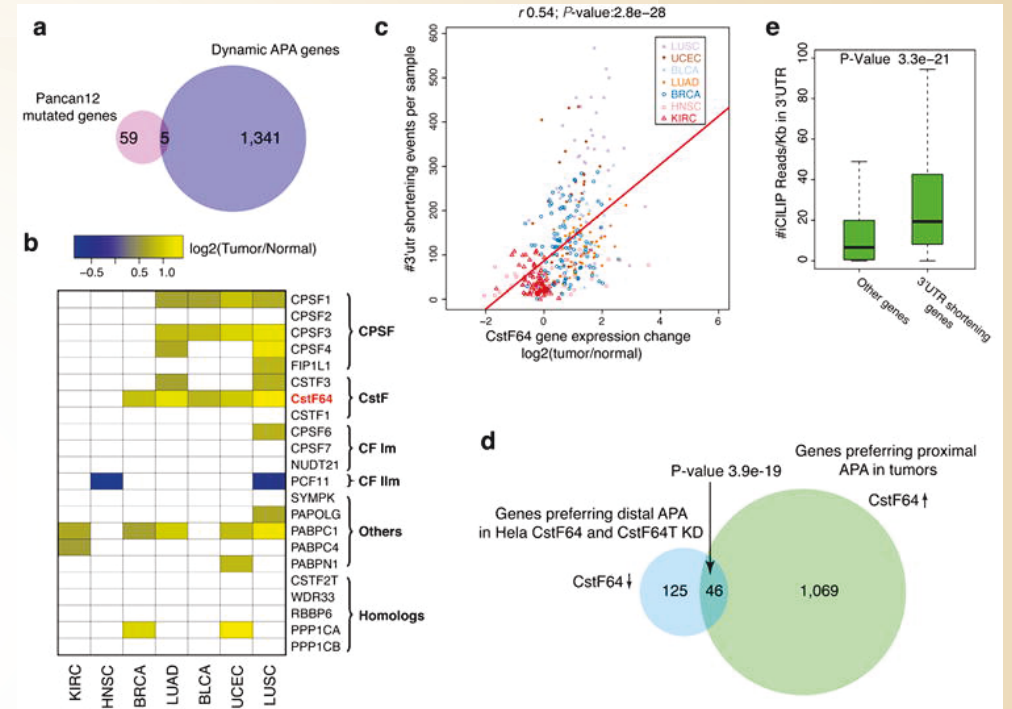 a
Dynamic APA genes
Pancan12
mutated genes
59
5
1,341
b
log2(Tumor/Normal)
−0.5
0.5
1.0
CPSF1
CPSF2
CPSF3
CPSF4
FIP1L1
CSTF3
CstF64
CSTF1
CPSF6
CPSF7
NUDT21
PCF11
SYMPK
PAPOLG
PABPC1
PABPC4
PABPN1
CSTF2T
WDR33
RBBP6
PPP1CA
PPP1CB
CPSF
CstF
CF Im
CF IIm
Others
Homologs
KIRC
HNSC
BRCA
LUAD
BLCA
UCEC
LUSC
c
r 0.54; P-value:2.8e−28
#3'utr shortening events per sample
600
500
400
300
200
100
0
LUSC
UCEC
BLCA
LUAD
BRCA
HNSC
KIRC
−2
0
2
4
6
CstF64 gene expression change
log2(tumor/normal)
d
P-value 3.9e-19
Genes preferring proximal
APA in tumors
CstF64↑
Genes preferring distal APA
in Hela CstF64 and CstF64T KD
CstF64↓
125
46
1,069
e
P-Value 3.3e−21
#iCILIP Reads/Kb in 3'UTR
100
80
60
40
20
0
Other genes
3'UTR shortening
genes